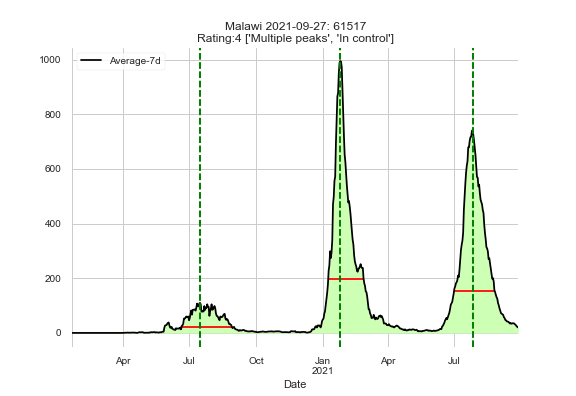 Malawi 2021-09-27: 61517
Rating:4 ['Multiple peaks', 'In control']
Average-7d
1000
800
600
400
200
0
Apr
Jul
Oct
Jan
2021
Apr
Jul
Date